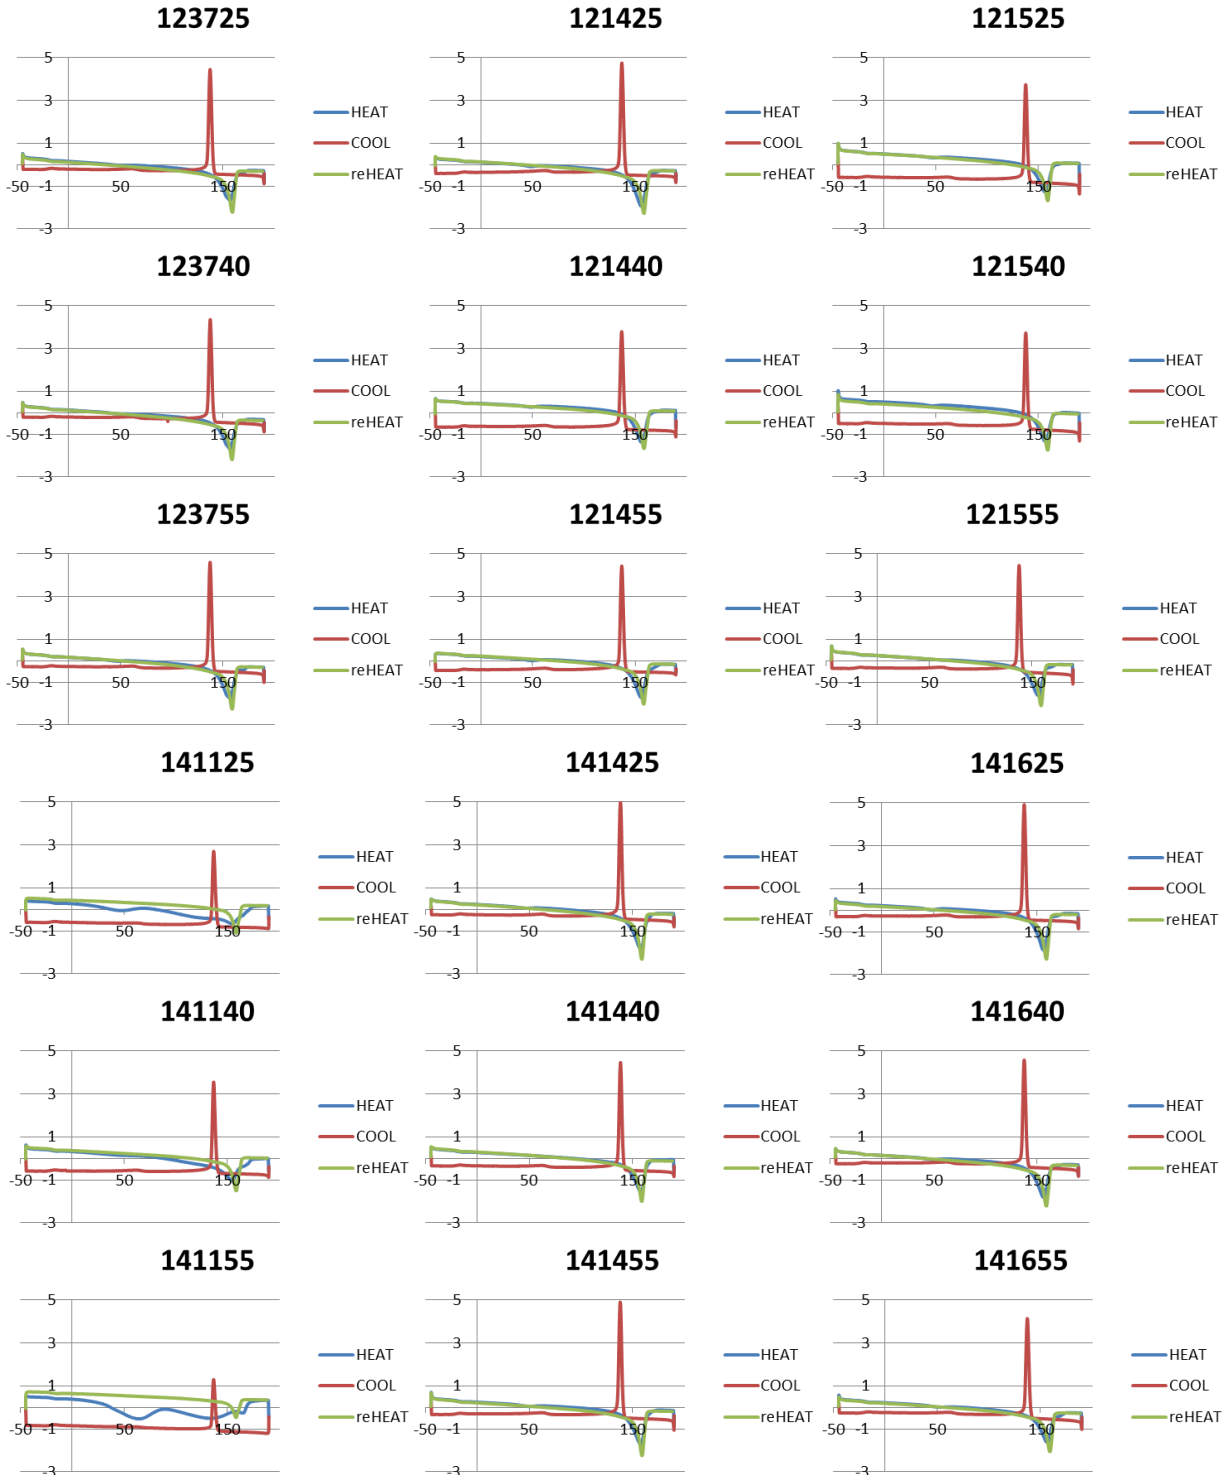 123725 121425 121525
5 5 5
HEAT HEAT HEAT
3 3 3
1 COOL 1 COOL 1 COOL
reHEAT reHEAT reHEAT
-50 -1 50 150 -50 -1 50 150 -50 -1 50 150
-3 -3 -3
123740 121440 121540
5 5 5
HEAT HEAT HEAT
3 3 3
1 COOL 1 COOL 1 COOL
reHEAT reHEAT reHEAT
-50 -1 50 150 -50 -1 50 150 -50 -1 50 150
-3 -3 -3
123755 121455 121555
5 5 5
HEAT HEAT HEAT
3 3 3
1 COOL 1 COOL 1 COOL
reHEAT reHEAT reHEAT
-50 -1 50 150 -50 -1 50 150 -50 -1 50 150
-3 -3 -3
141125 141425 141625
5 5 5
HEAT HEAT HEAT
3 3 3
1 COOL 1 COOL 1 COOL
reHEAT reHEAT reHEAT
-50 -1 50 150 -50 -1 50 150 -50 -1 50 150
-3 -3 -3
141140 141440 141640
5 5 5
HEAT HEAT HEAT
3 3 3
1 COOL 1 COOL 1 COOL
reHEAT reHEAT reHEAT
-50 -1 50 150 -50 -1 50 150 -50 -1 50 150
-3 -3 -3
141155 141455 141655
5 5 5
HEAT HEAT HEAT
3 3 3
1 COOL 1 COOL 1 COOL
reHEAT reHEAT reHEAT
-50 -1 50 150 -50 -1 50 150 -50 -1 50 150
-3 -3 -3